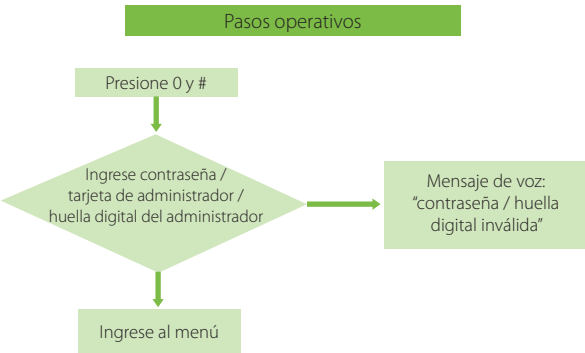 Pasos operativos
Presione 0 y #
Ingrese contraseña /
tarjeta de administrador /
huella digital del administrador
Mensaje de voz:
“contraseña / huella
digital inválida”
Ingrese al menú